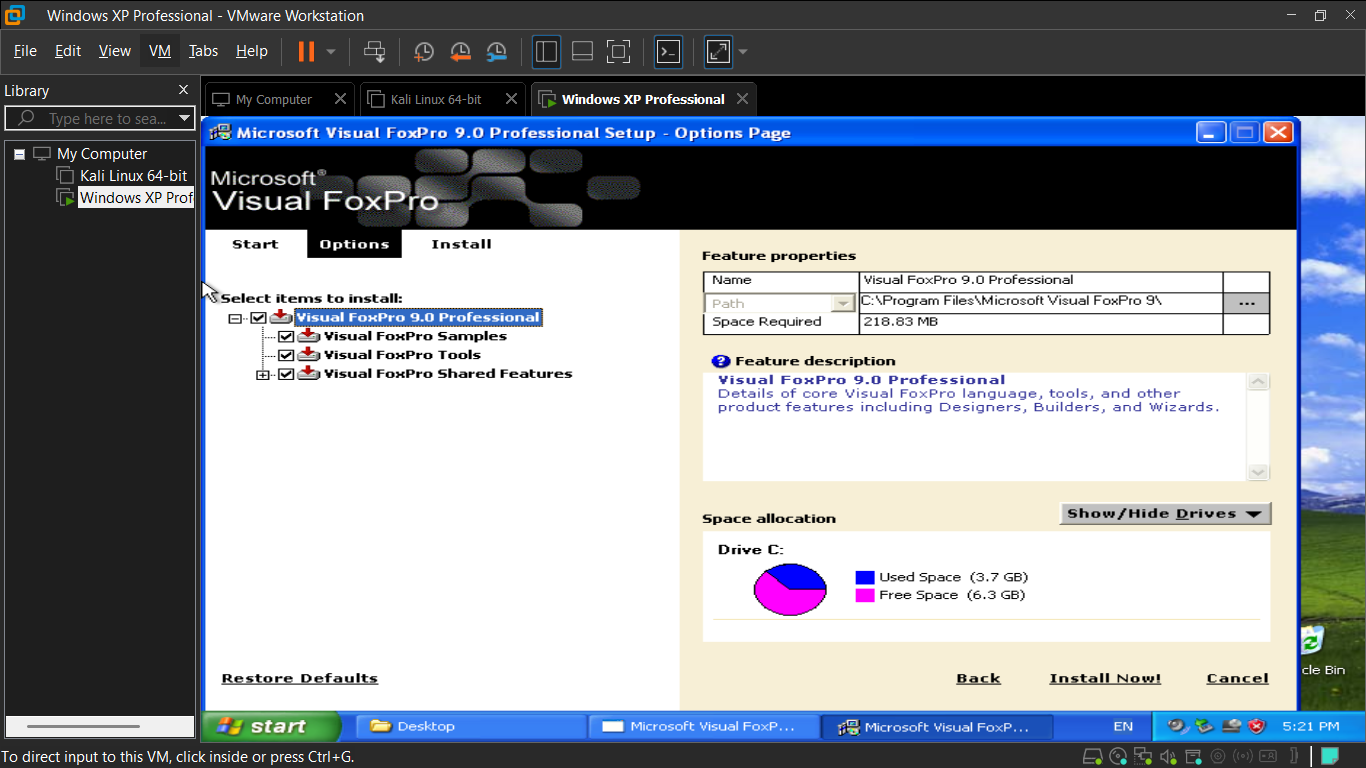 Windows XP Professional - VMware Workstation
File Edit View VM Tabs Help
Library
Type here to sea...
My Computer
Kali Linux 64-bit
Windows XP Prof
My Computer
Kali Linux 64-bit
Windows XP Professional
Microsoft Visual FoxPro 9.0 Professional Setup - Options Page
Microsoft®
Visual FoxPro
Start Options Install
Select items to install:
Visual FoxPro 9.0 Professional
Visual FoxPro Samples
Visual FoxPro Tools
Visual FoxPro Shared Features
Restore Defaults
Feature properties
Name Visual FoxPro 9.0 Professional
Path C:\Program Files\Microsoft Visual FoxPro 9\ ...
Space Required 218.83 MB
? Feature description
Visual FoxPro 9.0 Professional
Details of core Visual FoxPro language, tools, and other
product features including Designers, Builders, and Wizards.
Space allocation
Show/Hide Drives
Drive C:
Used Space (3.7 GB)
Free Space (6.3 GB)
Back Install Now! Cancel
cle Bin
start Desktop Microsoft Visual FoxP... Microsoft Visual FoxP... EN 5:21 PM
To direct input to this VM, click inside or press Ctrl+G.